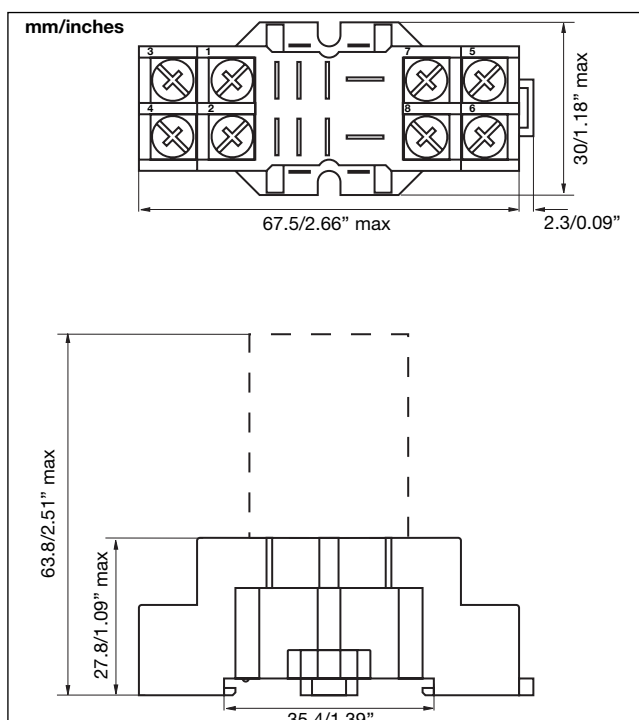 mm/inches
3 1 7 5
4 2 8 6
30/1.18” max
67.5/2.66” max
2.3/0.09”
63.8/2.51” max
27.8/1.09” max
35.4/1.39”